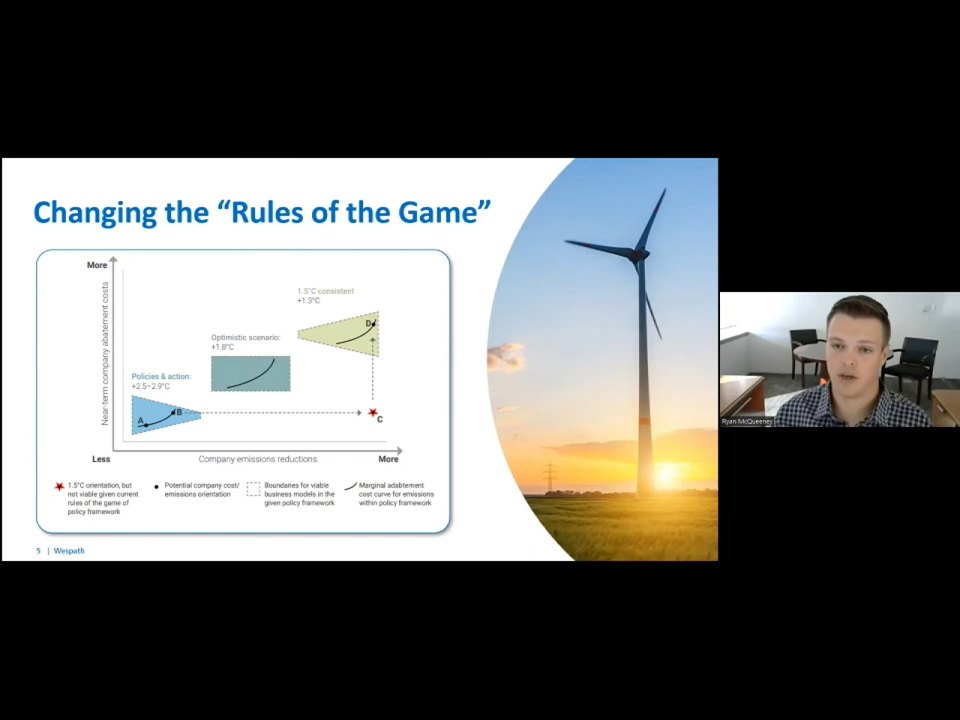 Changing the “Rules of the Game”
More
Near-term company abatement costs
1.5°C consistent
+1.3°C
D
Optimistic scenario:
+1.8°C
Policies & action:
+2.5–2.9°C
A
B
C
Less
Company emissions reductions
More
1.5°C orientation, but
not viable given current
rules of the game of
policy framework
Potential company cost/
emissions orientation
Boundaries for viable
business models in the
given policy framework
Marginal adabtement
cost curve for emissions
within policy framework
5 | Wespath
Ryan McQueeney